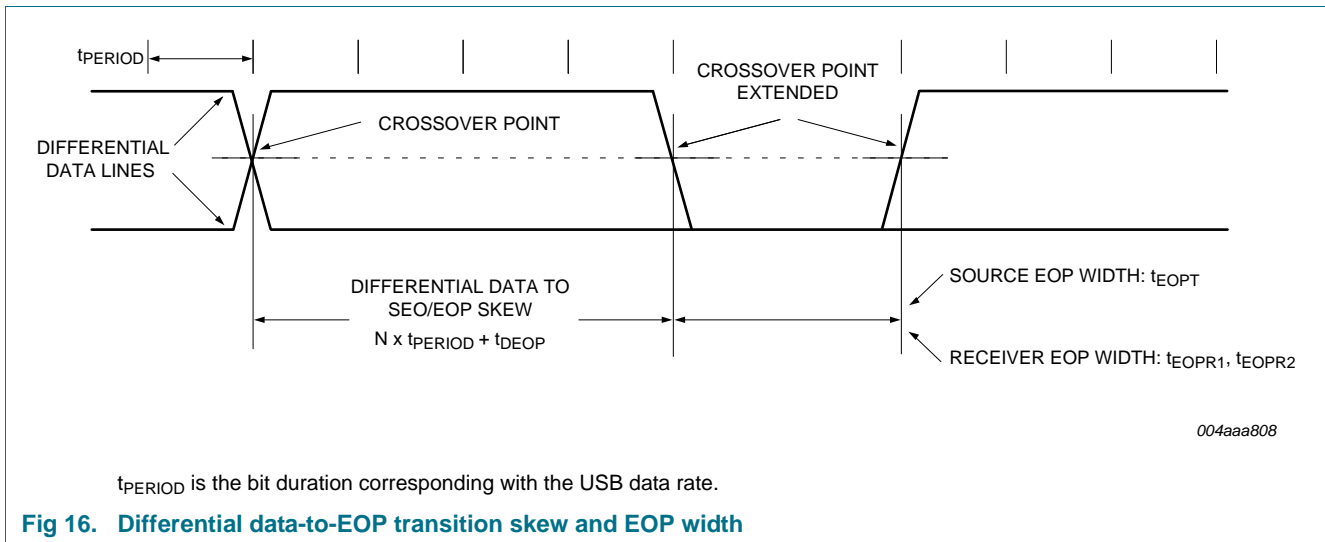 tPERIOD
CROSSOVER POINT
EXTENDED
CROSSOVER POINT
DIFFERENTIAL
DATA LINES
DIFFERENTIAL DATA TO
SEO/EOP SKEW
N x tPERIOD + tDEOP
SOURCE EOP WIDTH: tEOPT
RECEIVER EOP WIDTH: tEOPR1, tEOPR2
004aaa808
tPERIOD is the bit duration corresponding with the USB data rate.
Fig 16. Differential data-to-EOP transition skew and EOP width